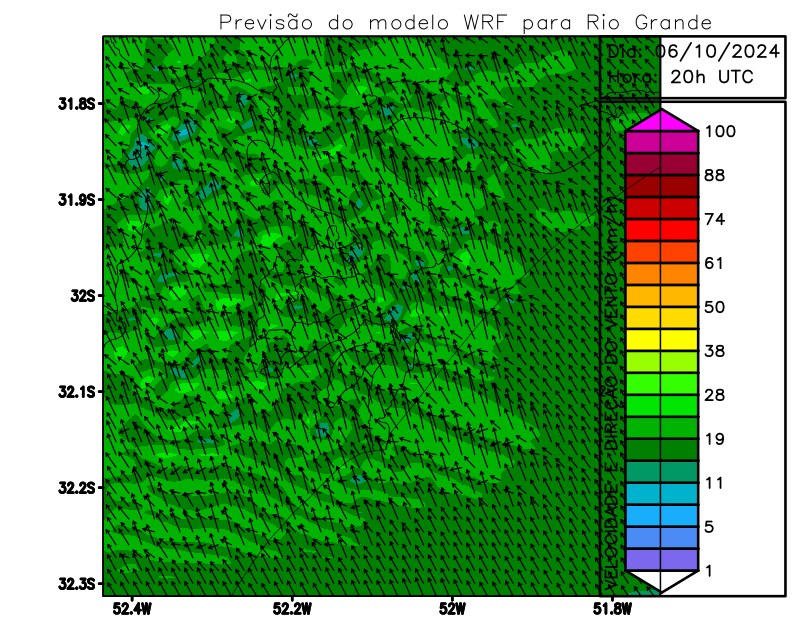 Previsão do modelo WRF para Rio Grande
Dia: 06/10/2024
Hora: 20h UTC
31.8S
31.9S
32S
32.1S
32.2S
32.3S
52.4W
52.2W
52W
51.8W
VELOCIDADE E DIREÇÃO DO VENTO (km/h)
100
88
74
61
50
38
28
19
11
5
1